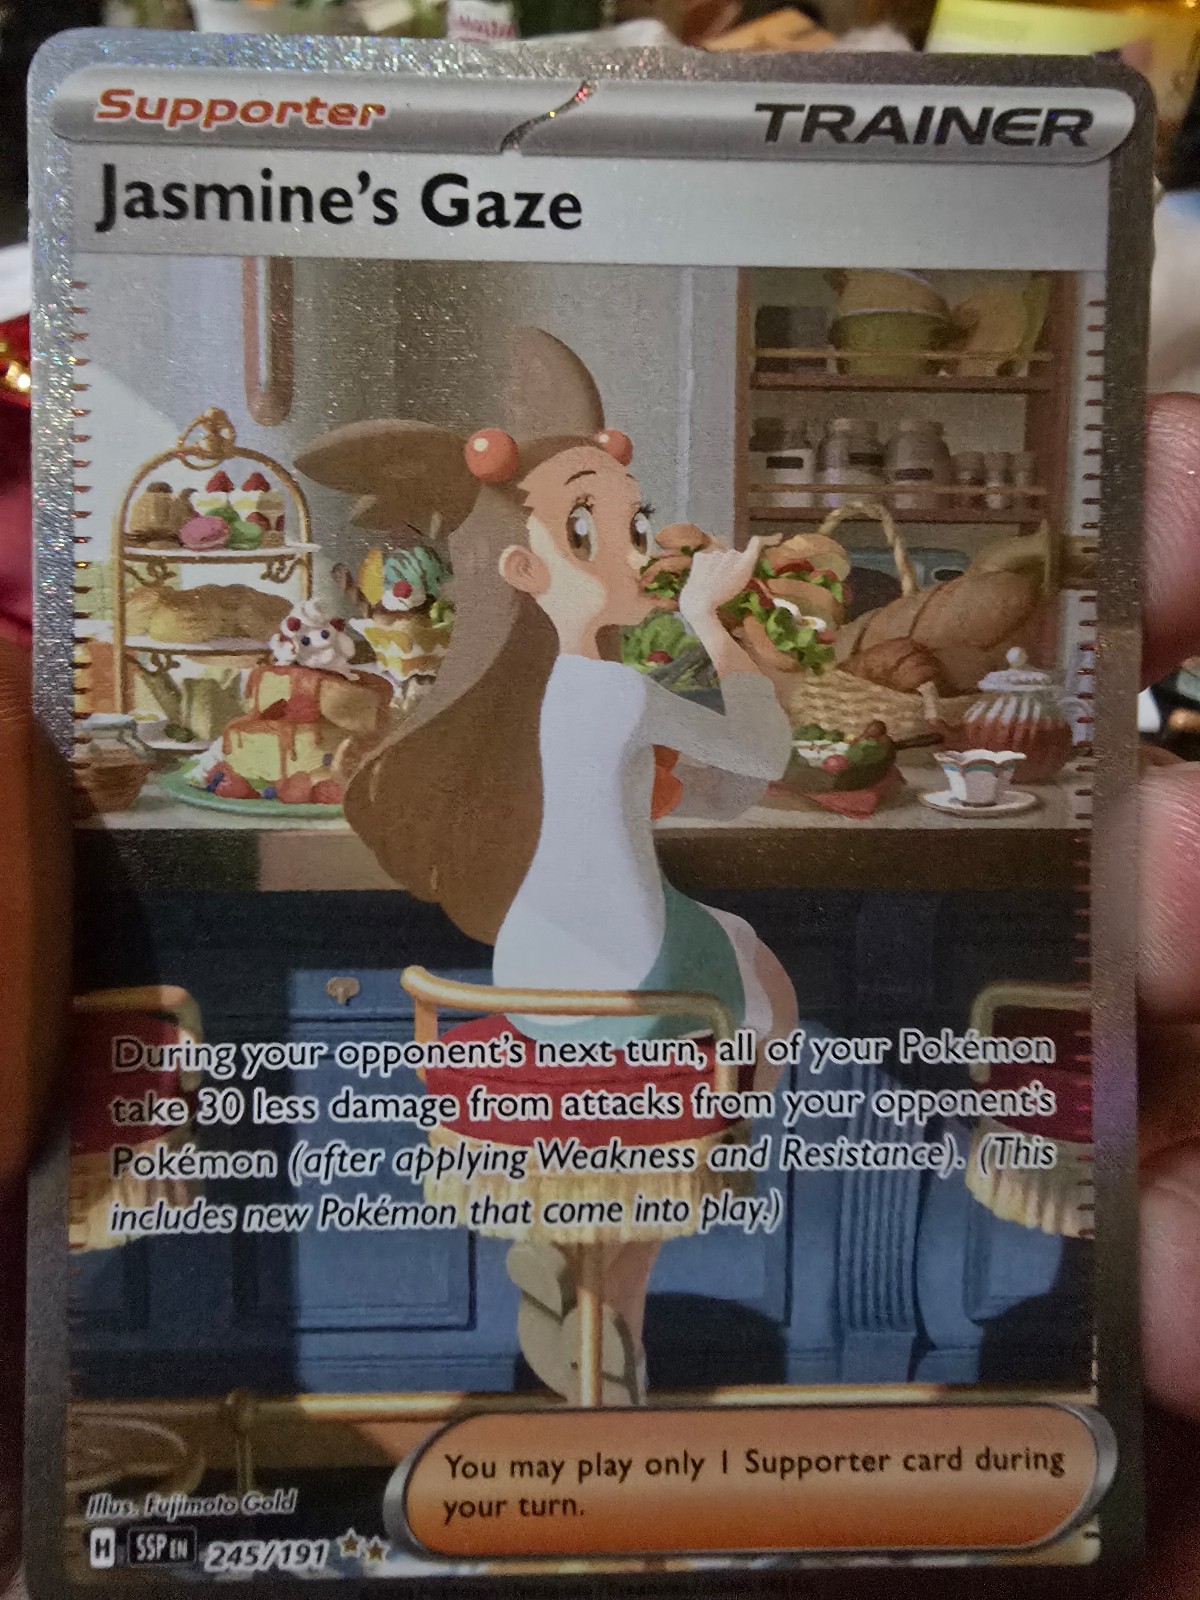 Supporter
TRAINER
Jasmine's Gaze
During your opponent's next turn, all of your Pokémon
take 30 less damage from attacks from your opponent's
Pokémon (after applying Weakness and Resistance). (This
includes new Pokémon that come into play.)
You may play only 1 Supporter card during
your turn.
Illus. Fujimoto Gold
H SSP EN 245/191